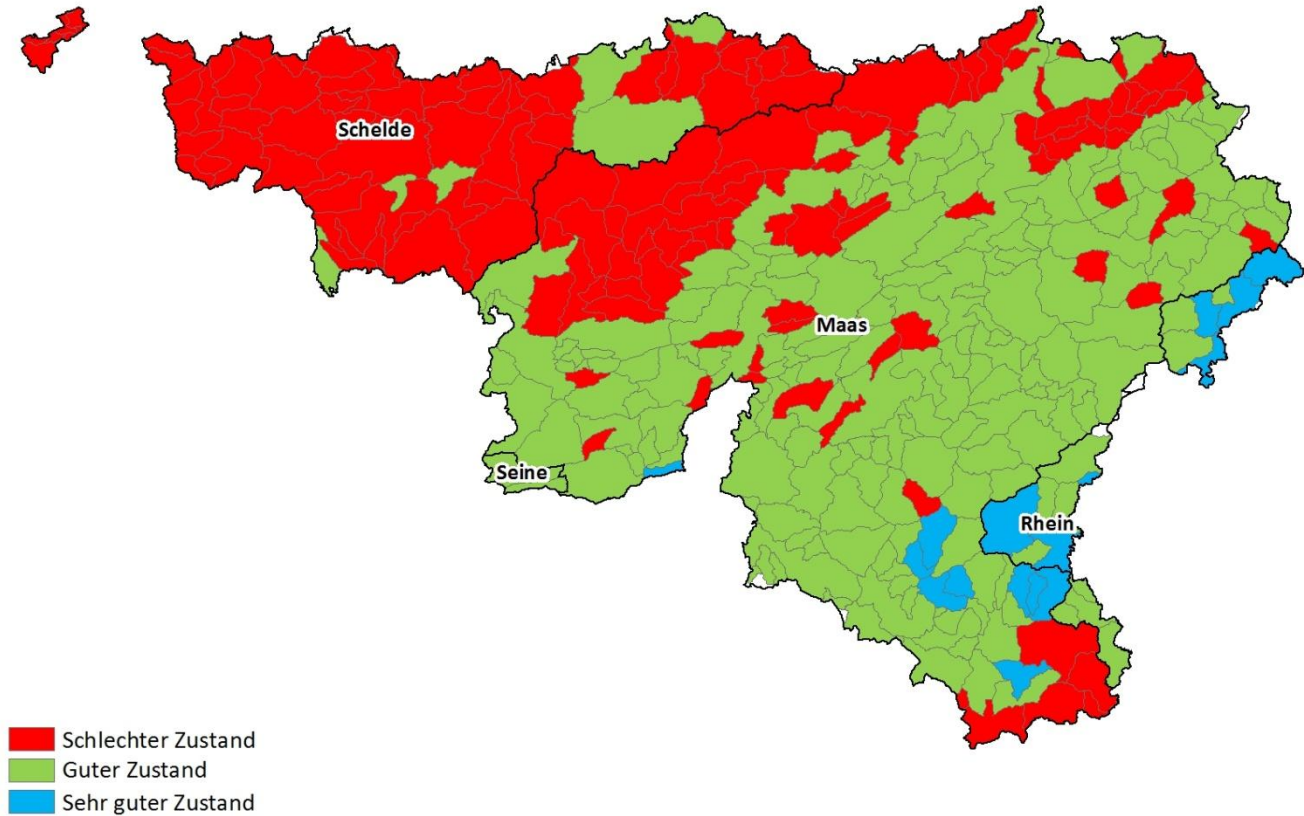 Schelde
Maas
Seine
Rhein
Schlechter Zustand
Guter Zustand
Sehr guter Zustand